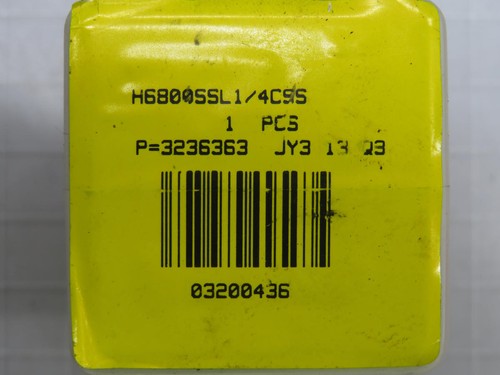 H6800SSL1/4C9S
1 PCS
P=3236363 JY3 13 Q3
03200436